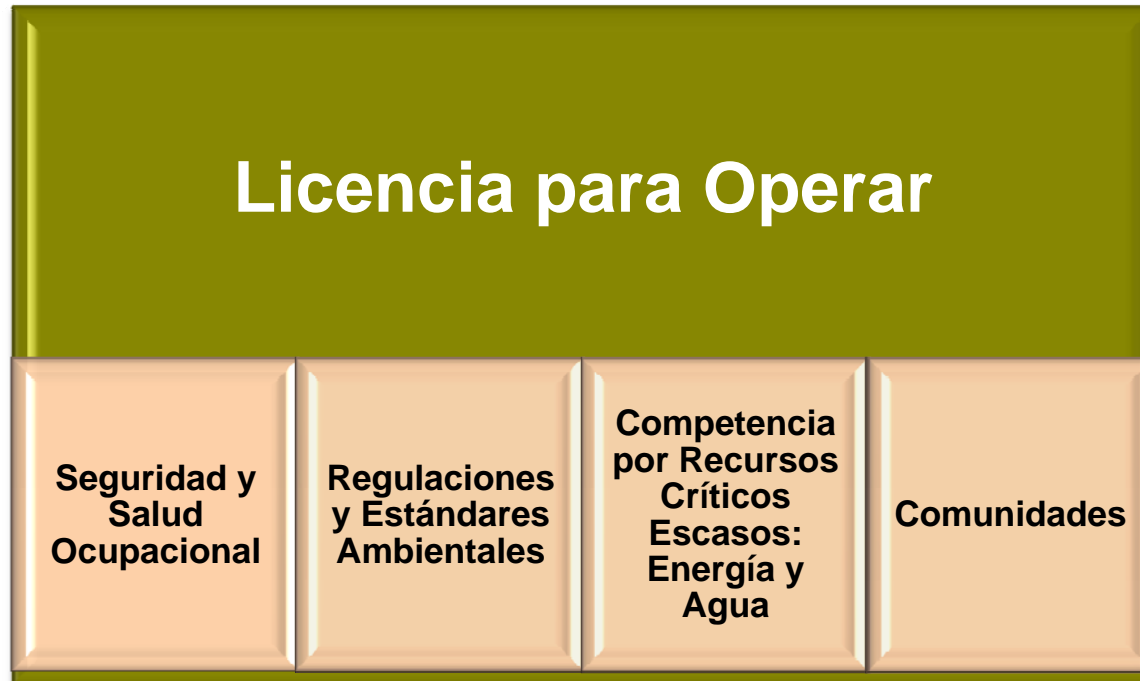 Licencia para Operar
Seguridad y
Salud
Ocupacional
Regulaciones
y Estándares
Ambientales
Competencia
por Recursos
Críticos
Escasos:
Energía y
Agua
Comunidades